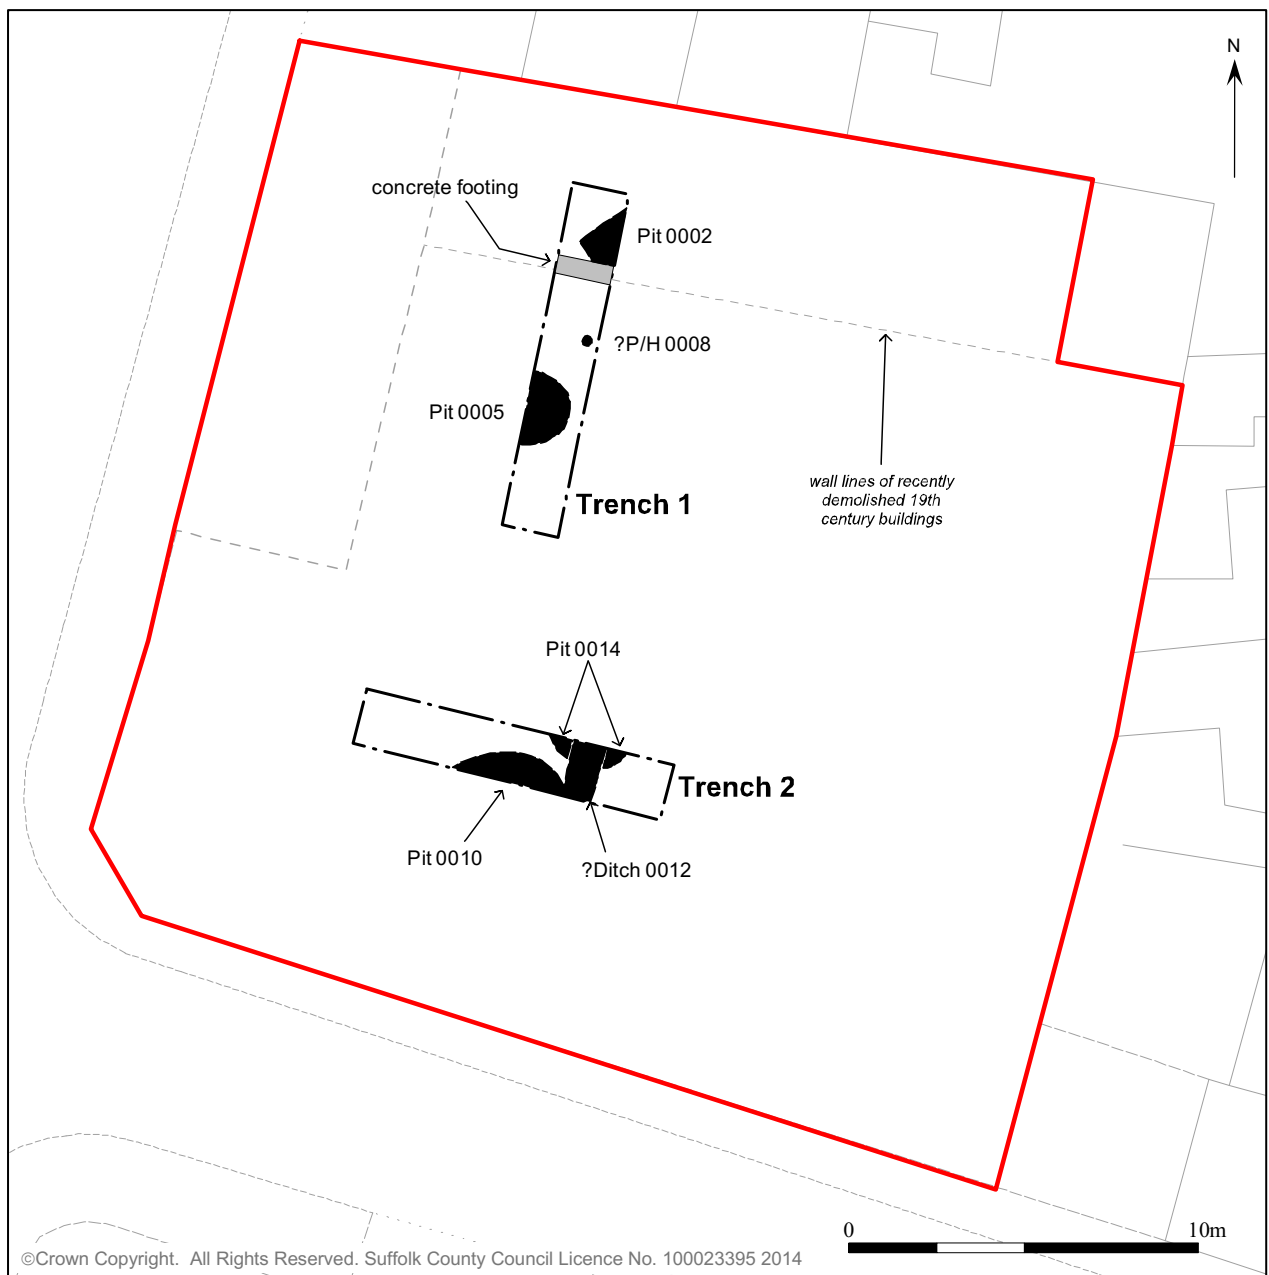 N
concrete footing
Pit 0002
?P/H 0008
Pit 0005
wall lines of recently
demolished 19th
century buildings
Trench 1
Pit 0014
Trench 2
Pit 0010
?Ditch 0012
0 10m
©Crown Copyright. All Rights Reserved. Suffolk County Council Licence No. 100023395 2014